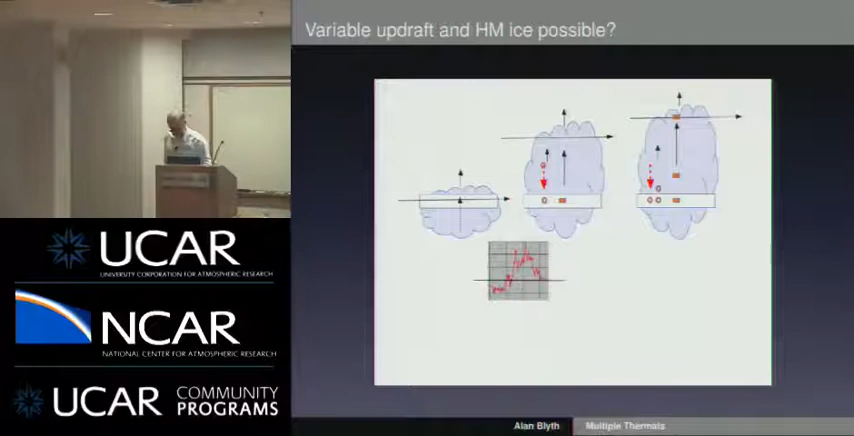 Variable updraft and HM ice possible?
UCAR
UNIVERSITY CORPORATION FOR ATMOSPHERIC RESEARCH
NCAR
NATIONAL CENTER FOR ATMOSPHERIC RESEARCH
UCAR COMMUNITY PROGRAMS
Alan Blyth Multiple Thermals